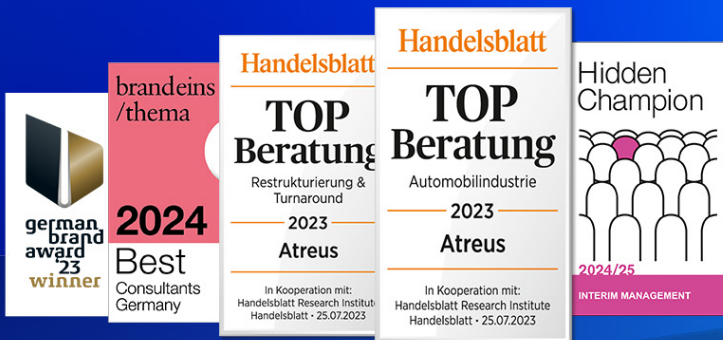 german
brand
award
'23
winner
brandeins
/thema
2024
Best
Consultants
Germany
Handelsblatt
TOP
Beratung
Restrukturierung &
Turnaround
2023
Atreus
In Kooperation mit:
Handelsblatt Research Institute
Handelsblatt • 25.07.2023
Handelsblatt
TOP
Beratung
Automobilindustrie
2023
Atreus
In Kooperation mit:
Handelsblatt Research Institute
Handelsblatt • 25.07.2023
Hidden
Champion
2024/25
INTERIM MANAGEMENT